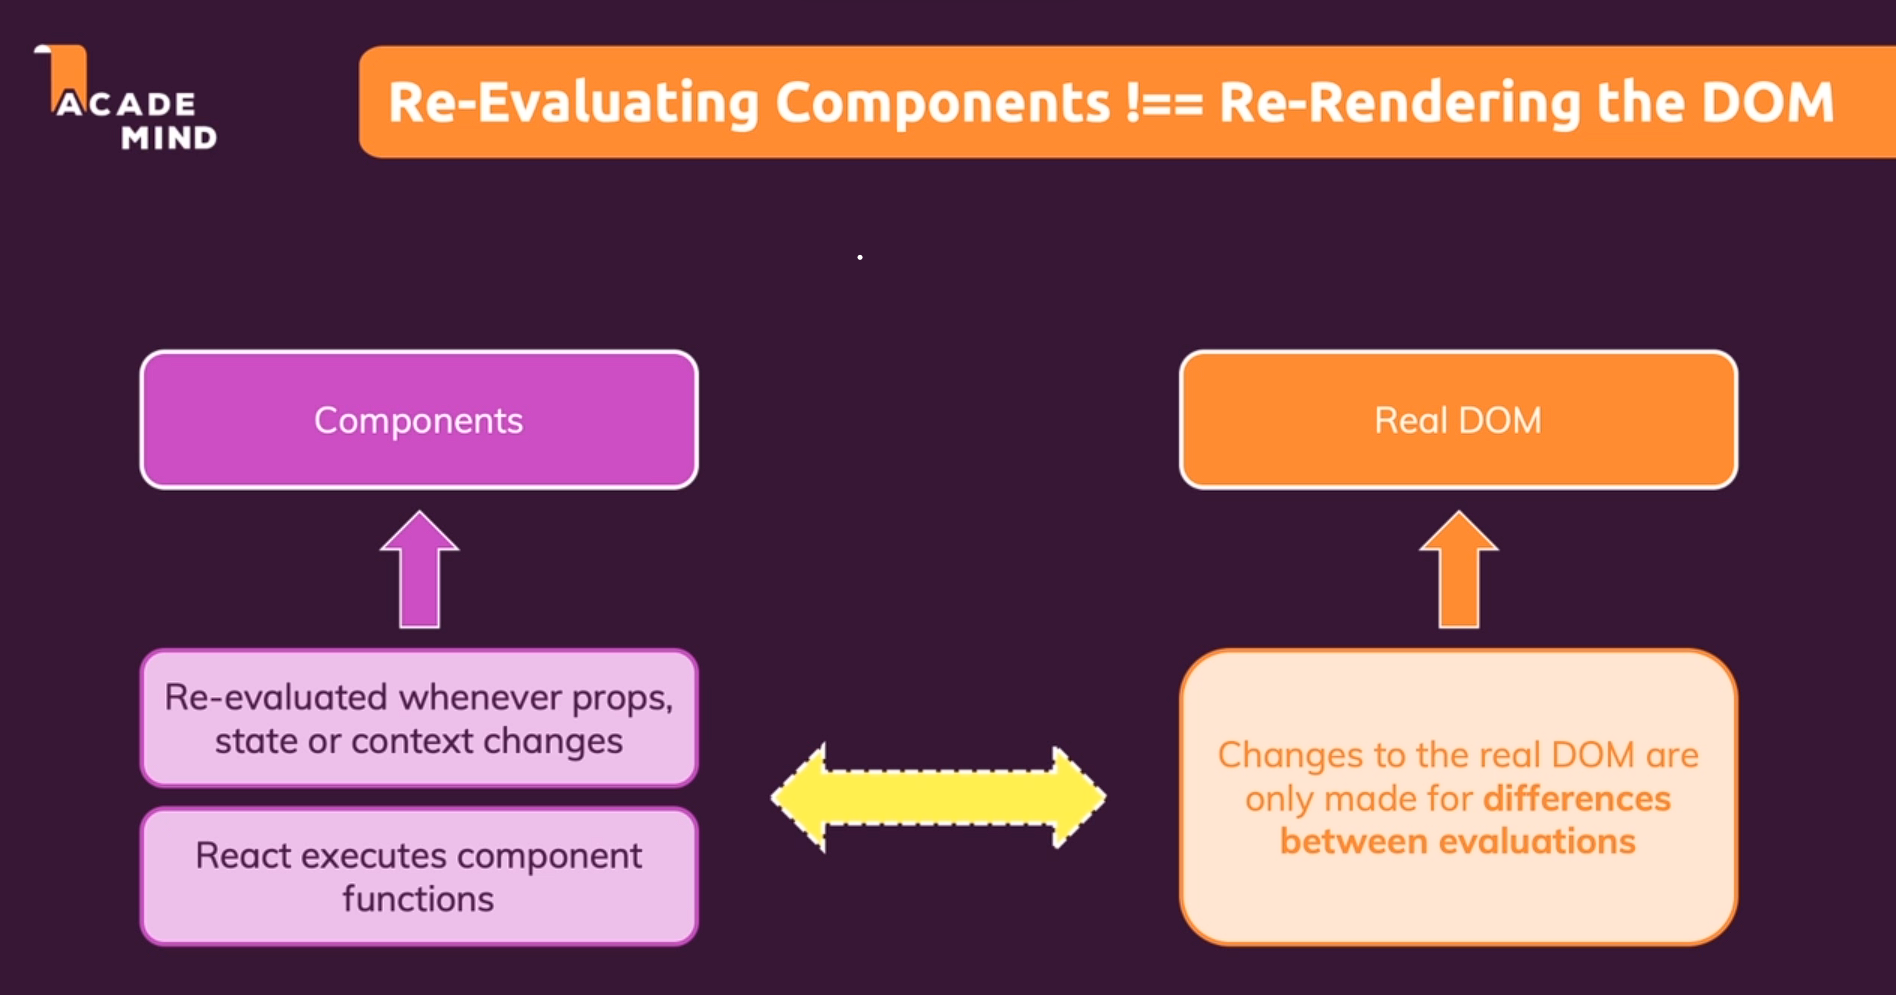 ACADE
MIND
Re-Evaluating Components !== Re-Rendering the DOM
Components
Real DOM
Re-evaluated whenever props,
state or context changes
React executes component
functions
Changes to the real DOM are
only made for differences
between evaluations